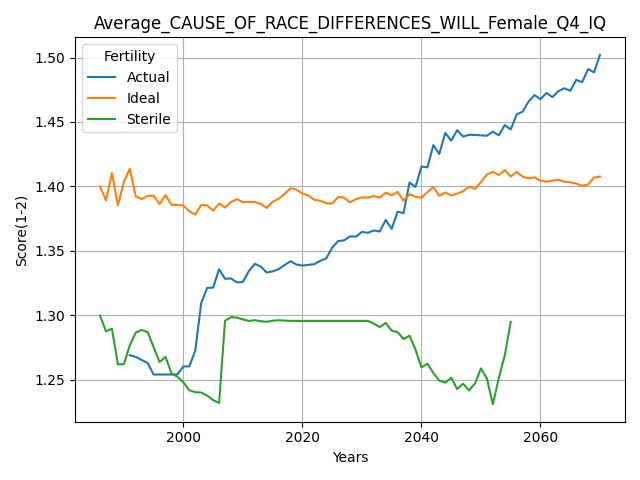 Average_CAUSE_OF_RACE_DIFFERENCES_WILL_Female_Q4_IQ
Fertility
Actual
Ideal
Sterile
Score(1-2)
1.50
1.45
1.40
1.35
1.30
1.25
2000 2020 2040 2060
Years